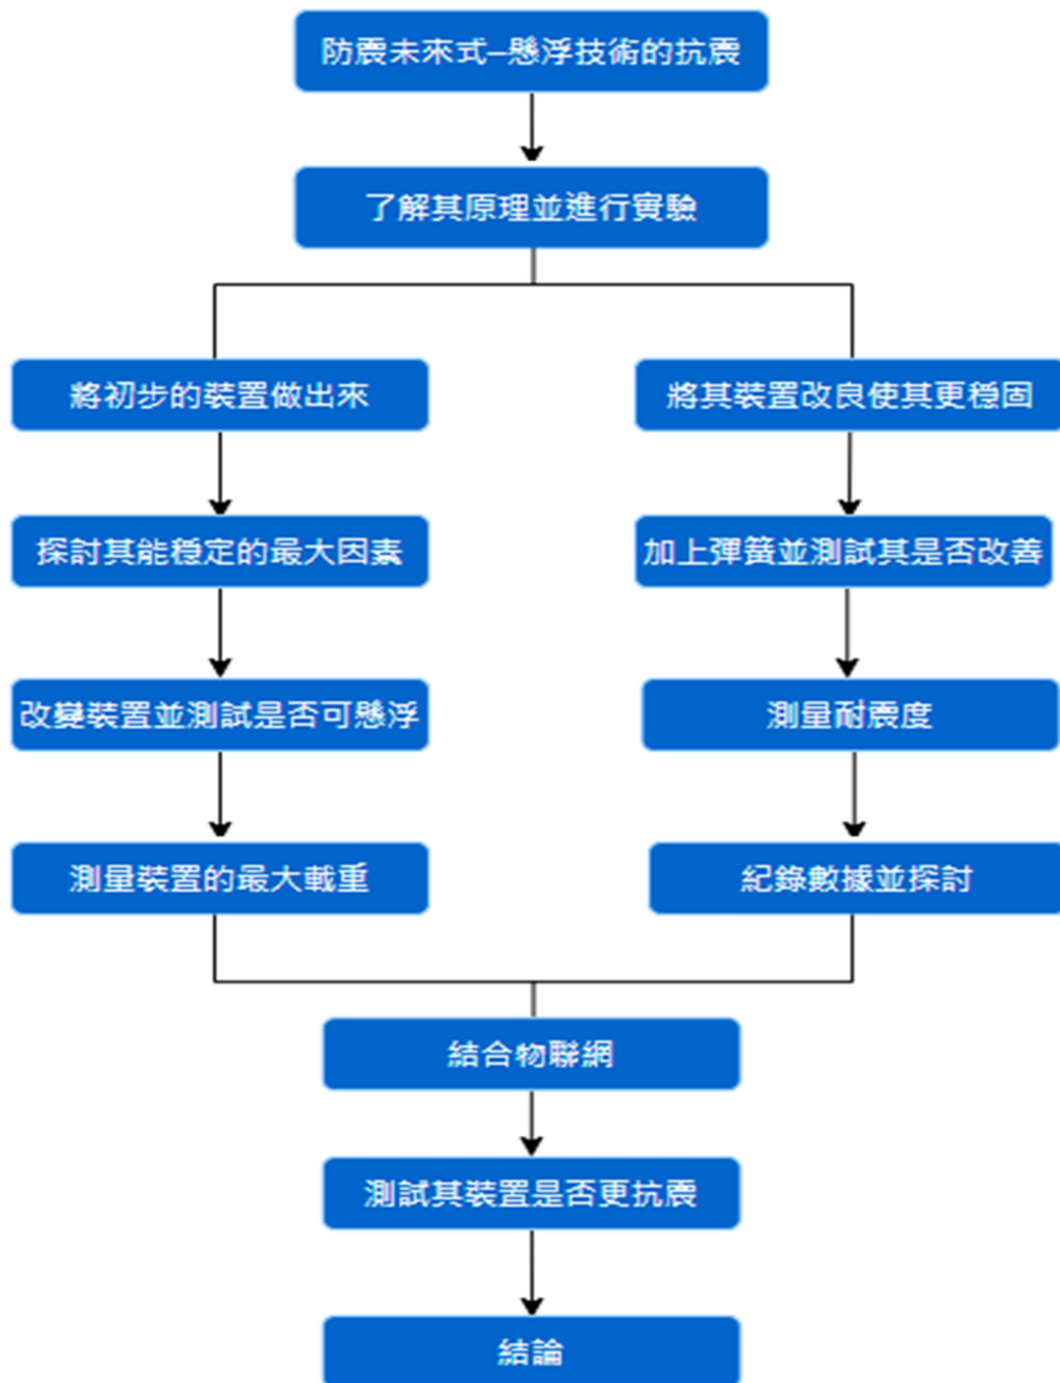 防震未來式–懸浮技術的抗震
了解其原理並進行實驗
將初步的裝置做出來
探討其能穩定的最大因素
改變裝置並測試是否可懸浮
測量裝置的最大載重
將其裝置改良使其更穩固
加上彈簧並測試其是否改善
測量耐震度
紀錄數據並探討
結合物聯網
測試其裝置是否更抗震
結論